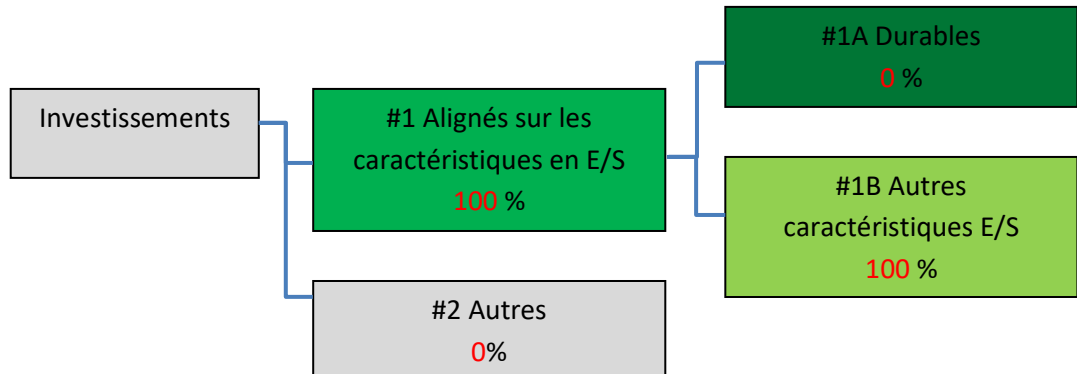 Investissements
#1 Alignés sur les
caractéristiques en E/S
100 %
#2 Autres
0%
#1A Durables
0 %
#1B Autres
caractéristiques E/S
100 %